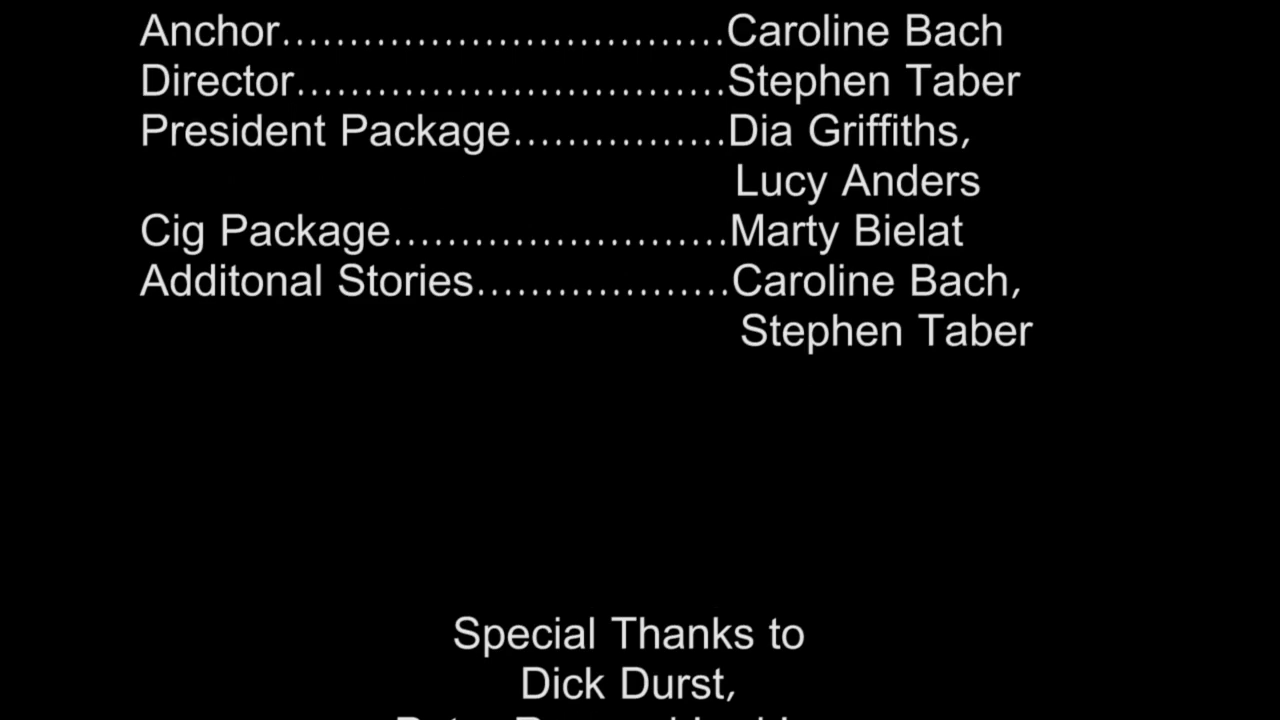 Anchor................................Caroline Bach
Director...............................Stephen Taber
President Package................Dia Griffiths,
Lucy Anders
Cig Package.........................Marty Bielat
Additonal Stories...................Caroline Bach,
Stephen Taber
Special Thanks to
Dick Durst,